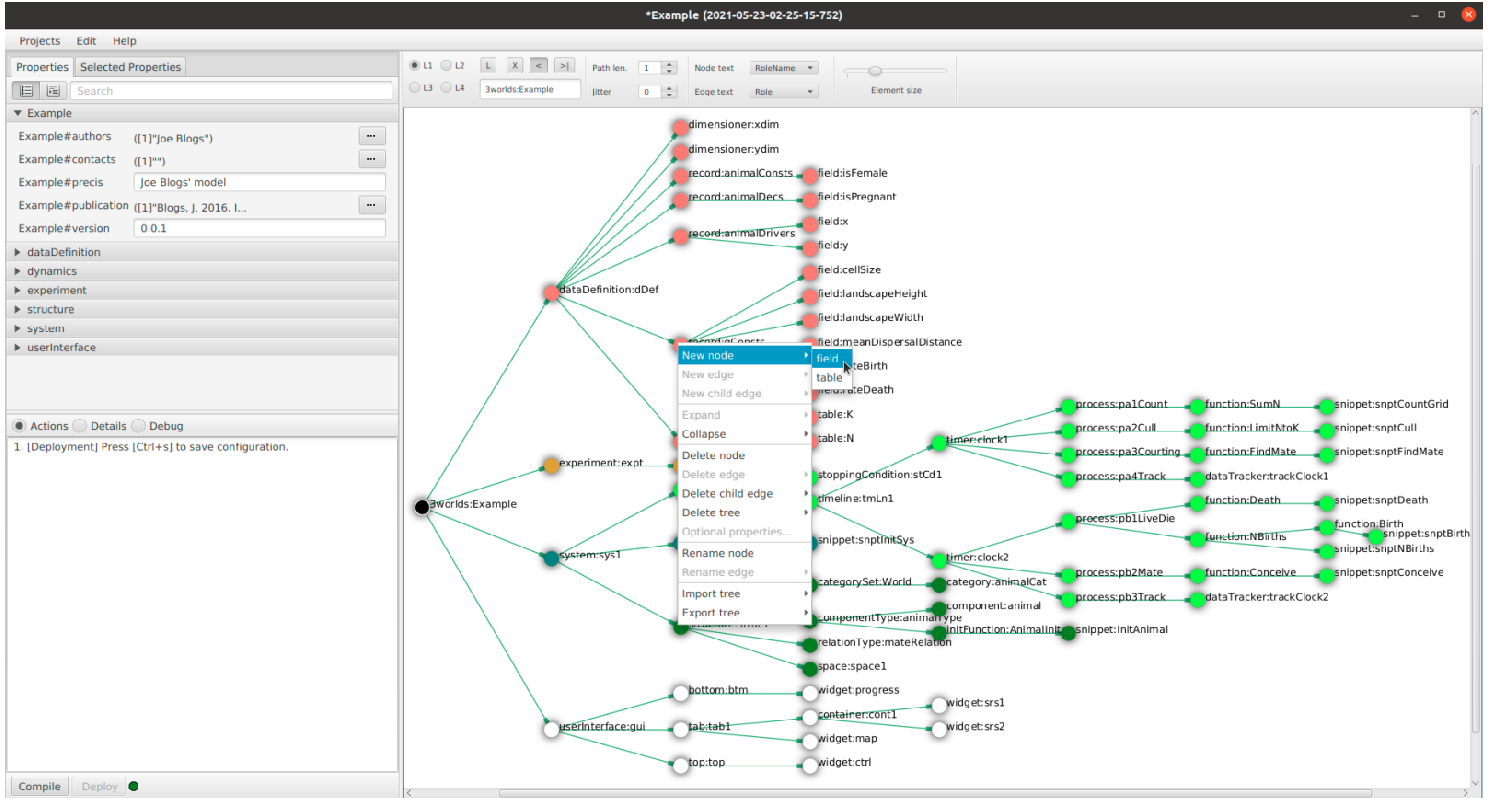 *Example (2021-05-23-02-25-15-752)
Projects Edit Help
Properties Selected Properties
Search
Example
Example#authors ([1]"Joe Blogs") ...
Example#contacts ([1]"") ...
Example#precis Joe Blogs' model
Example#publication ([1]"Blogs, J. 2016. I... ...
Example#version 0.0.1
dataDefinition
dynamics
experiment
structure
system
userInterface
Actions Details Debug
1. [Deployment] Press [Ctrl+s] to save configuration.
Compile Deploy
L1 L2 L X < >| Path len. 1 Node text RoleName
L3 L4 3worlds:Example Jitter 0 Edge text Role Element size
dimensioner:xdim
dimensioner:ydim
record:animalConsts field:isFemale
record:animalDecs field:isPregnant
field:x
record:animalDrivers
field:y
field:cellSize
dataDefinition:dDef
field:landscapeHeight
field:landscapeWidth
field:meanDispersalDistance
New node field
New edge table
New child edge
Expand
Collapse
Delete node
Delete edge
Delete child edge
Delete tree
Optional properties...
Rename node
Rename edge
Import tree
Export tree
table:K
table:N
process:pa1Count function:SumN snippet:snptCountGrid
process:pa2Cull function:LimitNtoK snippet:snptCull
timer:clock1
process:pa3Courting function:FindMate snippet:snptFindMate
experiment:expt
stoppingCondition:stCd1 process:pa4Track dataTracker:trackClock1
timeline:tmLn1 function:Death snippet:snptDeath
3worlds:Example
process:pb1LiveDie function:Birth
snippet:snptInitSys function:NBirths snippet:snptBirth
system:sys1 timer:clock2 snippet:snptNBirths
process:pb2Mate function:Conceive snippet:snptConceive
categorySet:World category:animalCat
process:pb3Track dataTracker:trackClock2
component:animal
componentType:animalType
initFunction:AnimalInit snippet:InitAnimal
relationType:mateRelation
space:space1
bottom:btm widget:progress
widget:srs1
container:cont1
userInterface:gui tab:tab1 widget:srs2
widget:map
top:top widget:ctrl